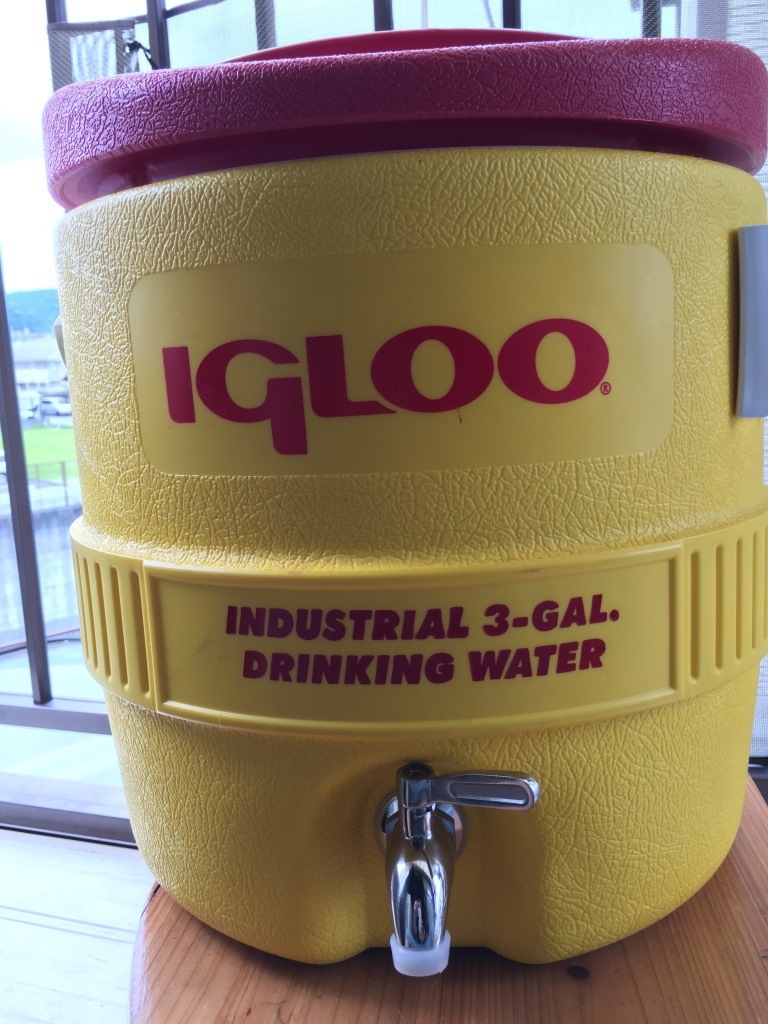 IGLOO®
INDUSTRIAL 3-GAL.
DRINKING WATER